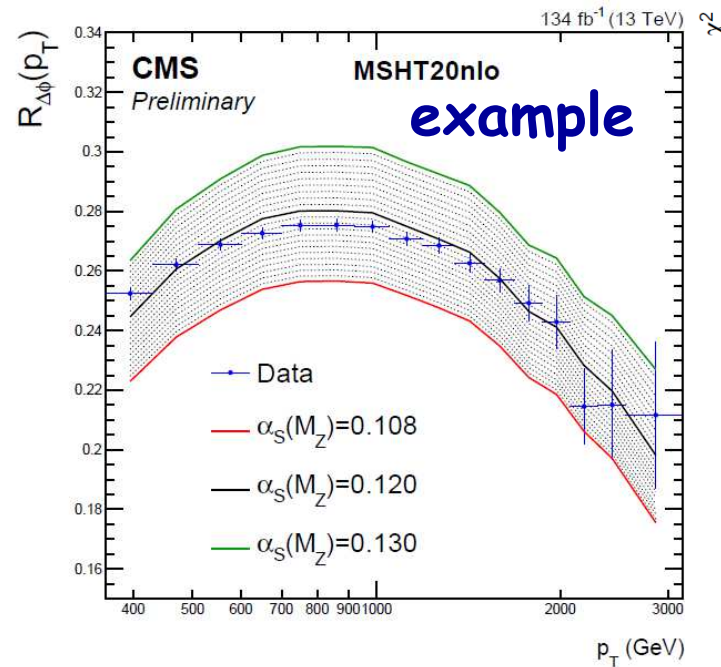 134 fb⁻¹ (13 TeV)
χ²
R_Δϕ(p_T)
CMS
Preliminary
MSHT20nlo
example
0.34
0.32
0.3
0.28
0.26
0.24
0.22
0.2
0.18
0.16
Data
α_S(M_Z)=0.108
α_S(M_Z)=0.120
α_S(M_Z)=0.130
400 500 600 700 800 900 1000 2000 3000
p_T (GeV)